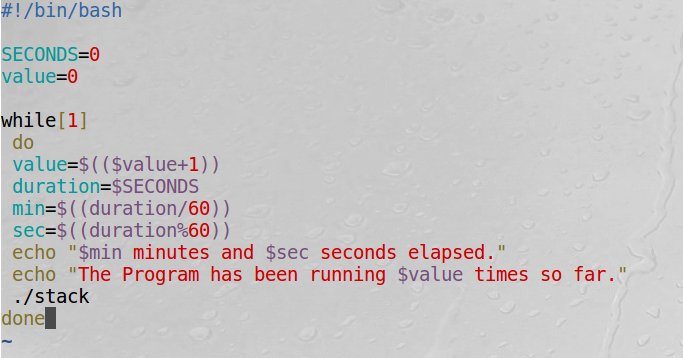 #!/bin/bash
SECONDS=0
value=0
while[1]
do
value=$(($value+1))
duration=$SECONDS
min=$((duration/60))
sec=$((duration%60))
echo "$min minutes and $sec seconds elapsed."
echo "The Program has been running $value times so far."
./stack
done
~